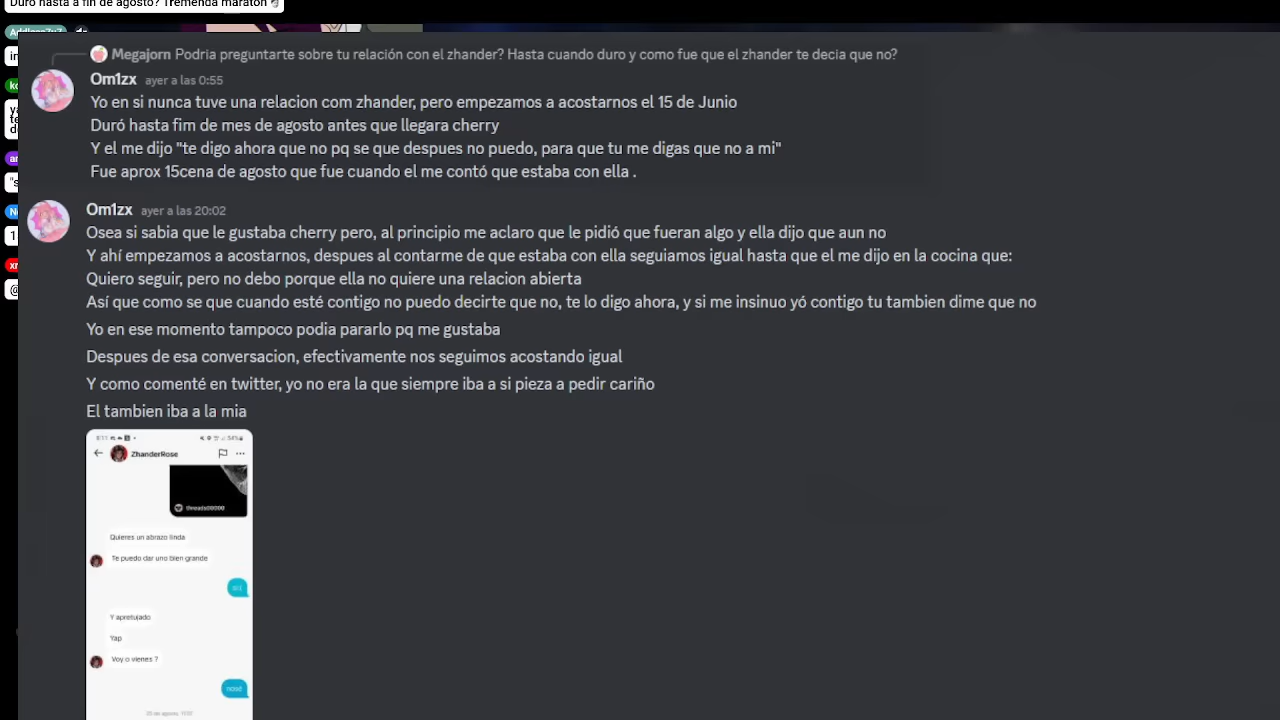 Duro hasta a fin de agosto? Tremenda maraton
Megajorn Podria preguntarte sobre tu relación con el zhander? Hasta cuando duro y como fue que el zhander te decia que no?
Om1zx ayer a las 0:55
Yo en si nunca tuve una relacion com zhander, pero empezamos a acostarnos el 15 de Junio
Duró hasta fim de mes de agosto antes que llegara cherry
Y el me dijo "te digo ahora que no pq se que despues no puedo, para que tu me digas que no a mi"
Fue aprox 15cena de agosto que fue cuando el me contó que estaba con ella .
Om1zx ayer a las 20:02
Osea si sabia que le gustaba cherry pero, al principio me aclaro que le pidió que fueran algo y ella dijo que aun no
Y ahí empezamos a acostarnos, despues al contarme de que estaba con ella seguiamos igual hasta que el me dijo en la cocina que:
Quiero seguir, pero no debo porque ella no quiere una relacion abierta
Así que como se que cuando esté contigo no puedo decirte que no, te lo digo ahora, y si me insinuo yó contigo tu tambien dime que no
Yo en ese momento tampoco podia pararlo pq me gustaba
Despues de esa conversacion, efectivamente nos seguimos acostando igual
Y como comenté en twitter, yo no era la que siempre iba a si pieza a pedir cariño
El tambien iba a la mia
54%
ZhanderRose
Quieres un abrazo linda
Te puedo dar uno bien grande
Y apretujado
Yap
Voy o vienes ?
nosé